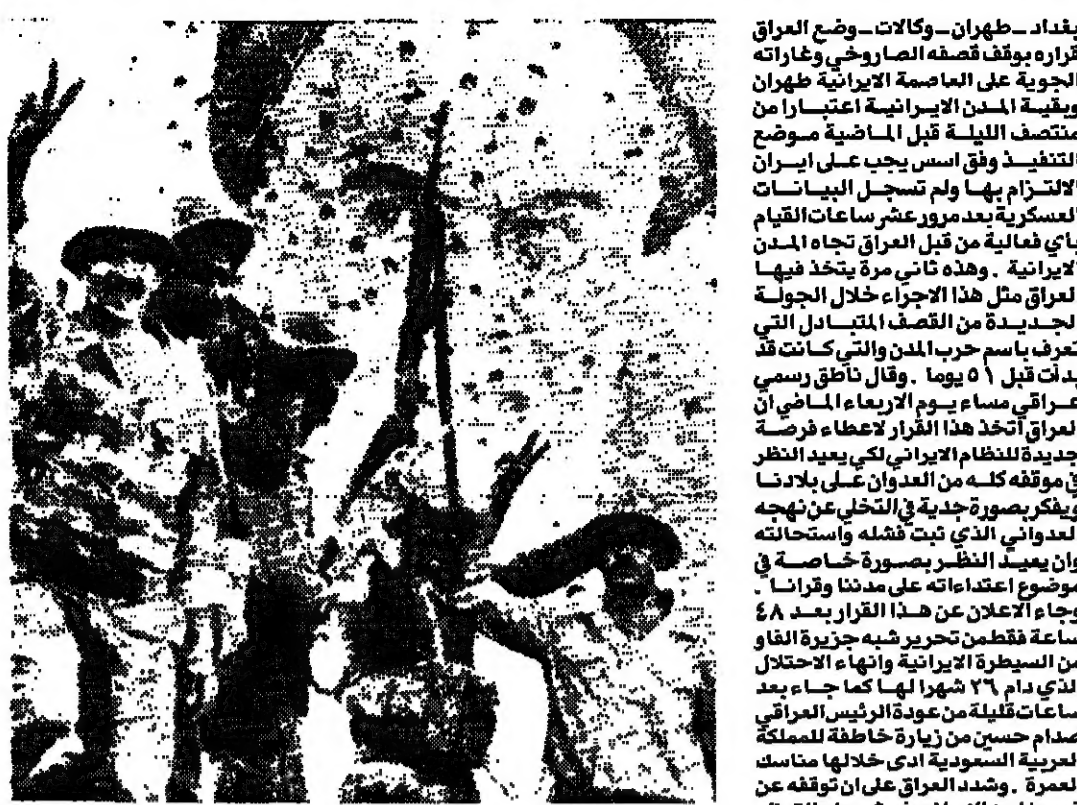 بغداد ـ طهران ـ وكالات ـ وضع العراق
قراره بوقف قصفه الصاروخي وغاراته
الجوية على العاصمة الايرانية طهران
وبقية المدن الايرانية اعتبارا من
منتصف الليلة قبل الماضية موضع
التنفيذ وفق اسس يجب على ايران
الالتزام بها ولم تسجل البيانات
العسكرية بعد مرور عشر ساعات القيام
بأي فعالية من قبل العراق تجاه المدن
الايرانية . وهذه ثاني مرة يتخذ فيها
العراق مثل هذا الاجراء خلال الجولة
الجديدة من القصف المتبادل التي
تعرف باسم حرب المدن والتي كانت قد
بدأت قبل ٥١ يوما . وقال ناطق رسمي
عراقي مساء يوم الاربعاء الماضي ان
العراق اتخذ هذا القرار لاعطاء فرصة
جديدة للنظام الايراني لكي يعيد النظر
في موقفه كله من العدوان على بلادنا
ويفكر بصورة جدية في التخلي عن نهجه
العدواني الذي ثبت فشله واستحالته
وان يعيد النظر بصورة خاصة في
موضوع اعتداءاته على مدننا وقرانا .
وجاء الاعلان عن هذا القرار بعد ٤٨
ساعة فقط من تحرير شبه جزيرة الفاو
من السيطرة الايرانية وانهاء الاحتلال
الذي دام ٢٦ شهرا لها كما جاء بعد
ساعات قليلة من عودة الرئيس العراقي
صدام حسين من زيارة خاطفة للمملكة
العربية السعودية ادى خلالها مناسك
العمرة . وشدد العراق على ان توقفه عن